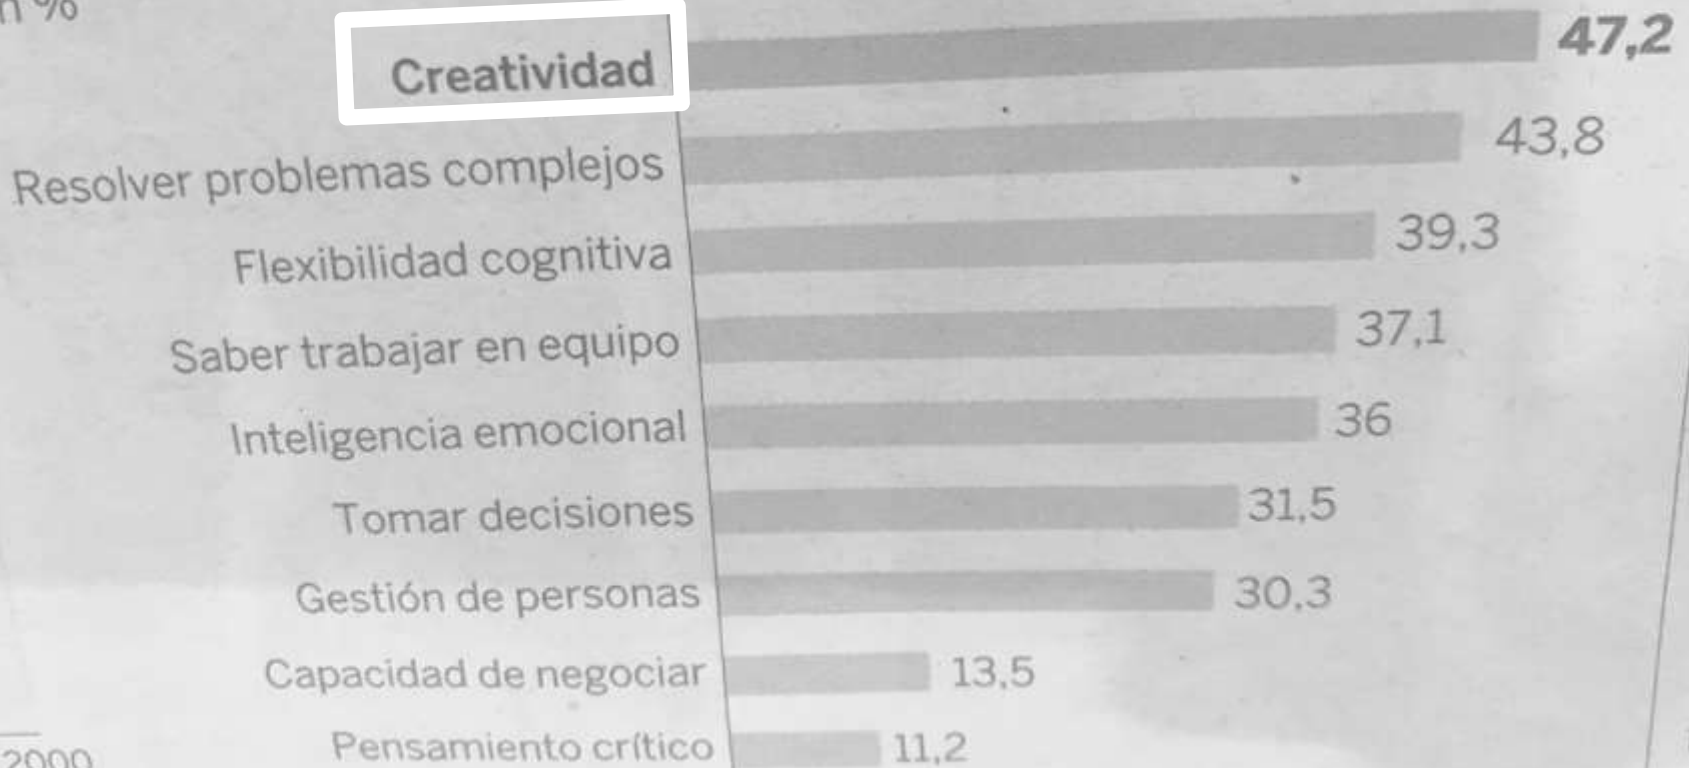 %
Creatividad 47,2
Resolver problemas complejos 43,8
Flexibilidad cognitiva 39,3
Saber trabajar en equipo 37,1
Inteligencia emocional 36
Tomar decisiones 31,5
Gestión de personas 30,3
Capacidad de negociar 13,5
Pensamiento crítico 11,2
2000